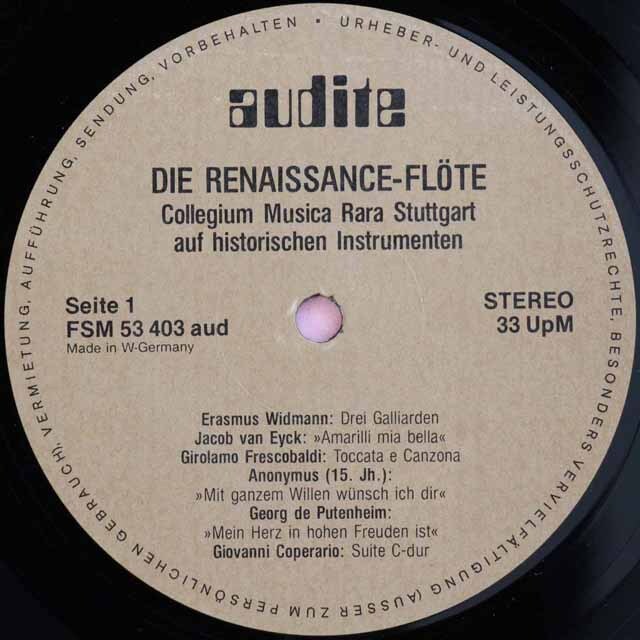 URHEBER- UND LEISTUNGSSCHUTZRECHTE, BESONDERS VERVIELFÄLTIGUNG (AUSSER ZUM PERSÖNLICHEN GEBRAUCH), VERMIETUNG, AUFFÜHRUNG, SENDUNG, VORBEHALTEN •
audite
DIE RENAISSANCE-FLÖTE
Collegium Musica Rara Stuttgart
auf historischen Instrumenten
Seite 1
FSM 53 403 aud
Made in W-Germany
STEREO
33 UpM
Erasmus Widmann: Drei Galliarden
Jacob van Eyck: »Amarilli mia bella«
Girolamo Frescobaldi: Toccata e Canzona
Anonymus (15. Jh.):
»Mit ganzem Willen wünsch ich dir«
Georg de Putenheim:
»Mein Herz in hohen Freuden ist«
Giovanni Coperario: Suite C-dur